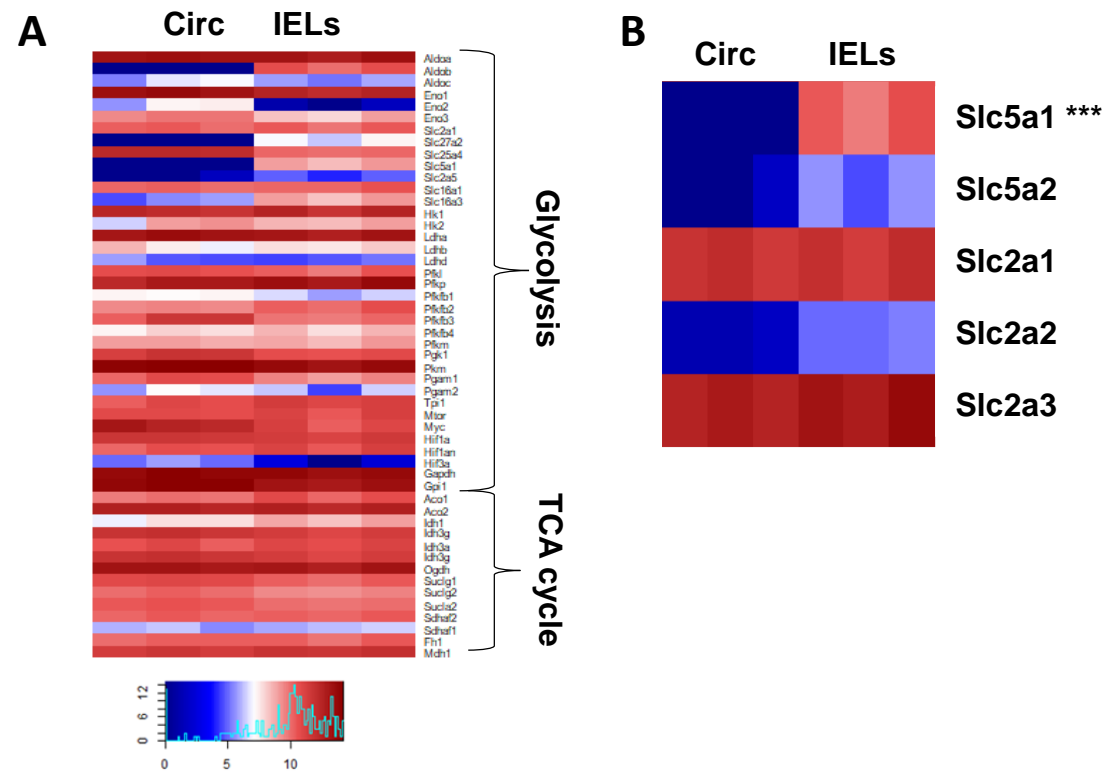 A
Circ IELs
Aldoa
Aldob
Aldoc
Eno1
Eno2
Eno3
Slc2a1
Slc27a2
Slc25a4
Slc5a1
Slc2a5
Slc16a1
Slc16a3
Hk1
Hk2
Ldha
Ldhb
Ldhd
Pfkl
Pfkp
Pfkfb1
Pfkfb2
Pfkfb3
Pfkfb4
Pfkm
Pgk1
Pkm
Pgam1
Pgam2
Tpi1
Mtor
Myc
Hif1a
Hif1an
Hif3a
Gapdh
Gpi1
Aco1
Aco2
Idh1
Idh3g
Idh3a
Idh3g
Ogdh
Suclg1
Suclg2
Sucla2
Sdhaf2
Sdhaf1
Fh1
Mdh1
Glycolysis
TCA cycle
12
6
0
0 5 10
B
Circ IELs
Slc5a1 ***
Slc5a2
Slc2a1
Slc2a2
Slc2a3